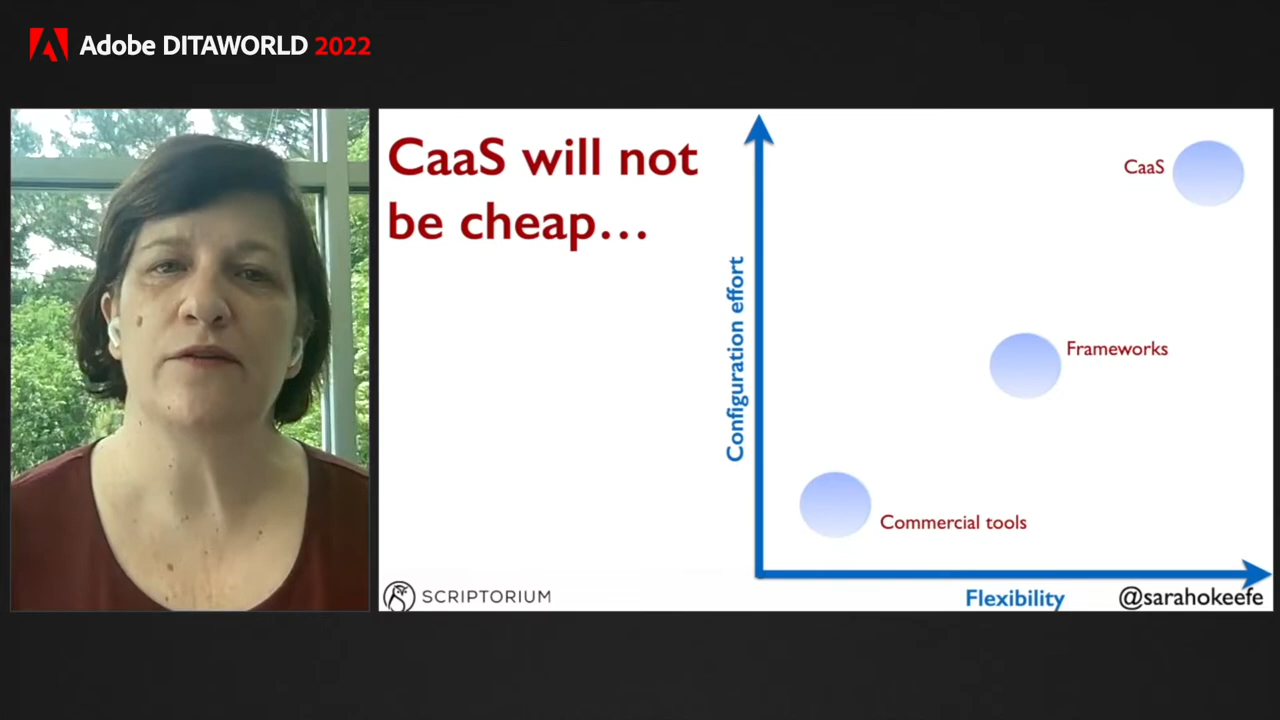 Adobe DITAWORLD 2022
CaaS will not
be cheap...
CaaS
Configuration effort
Frameworks
Commercial tools
SCRIPTORIUM
Flexibility
@sarahokeefe